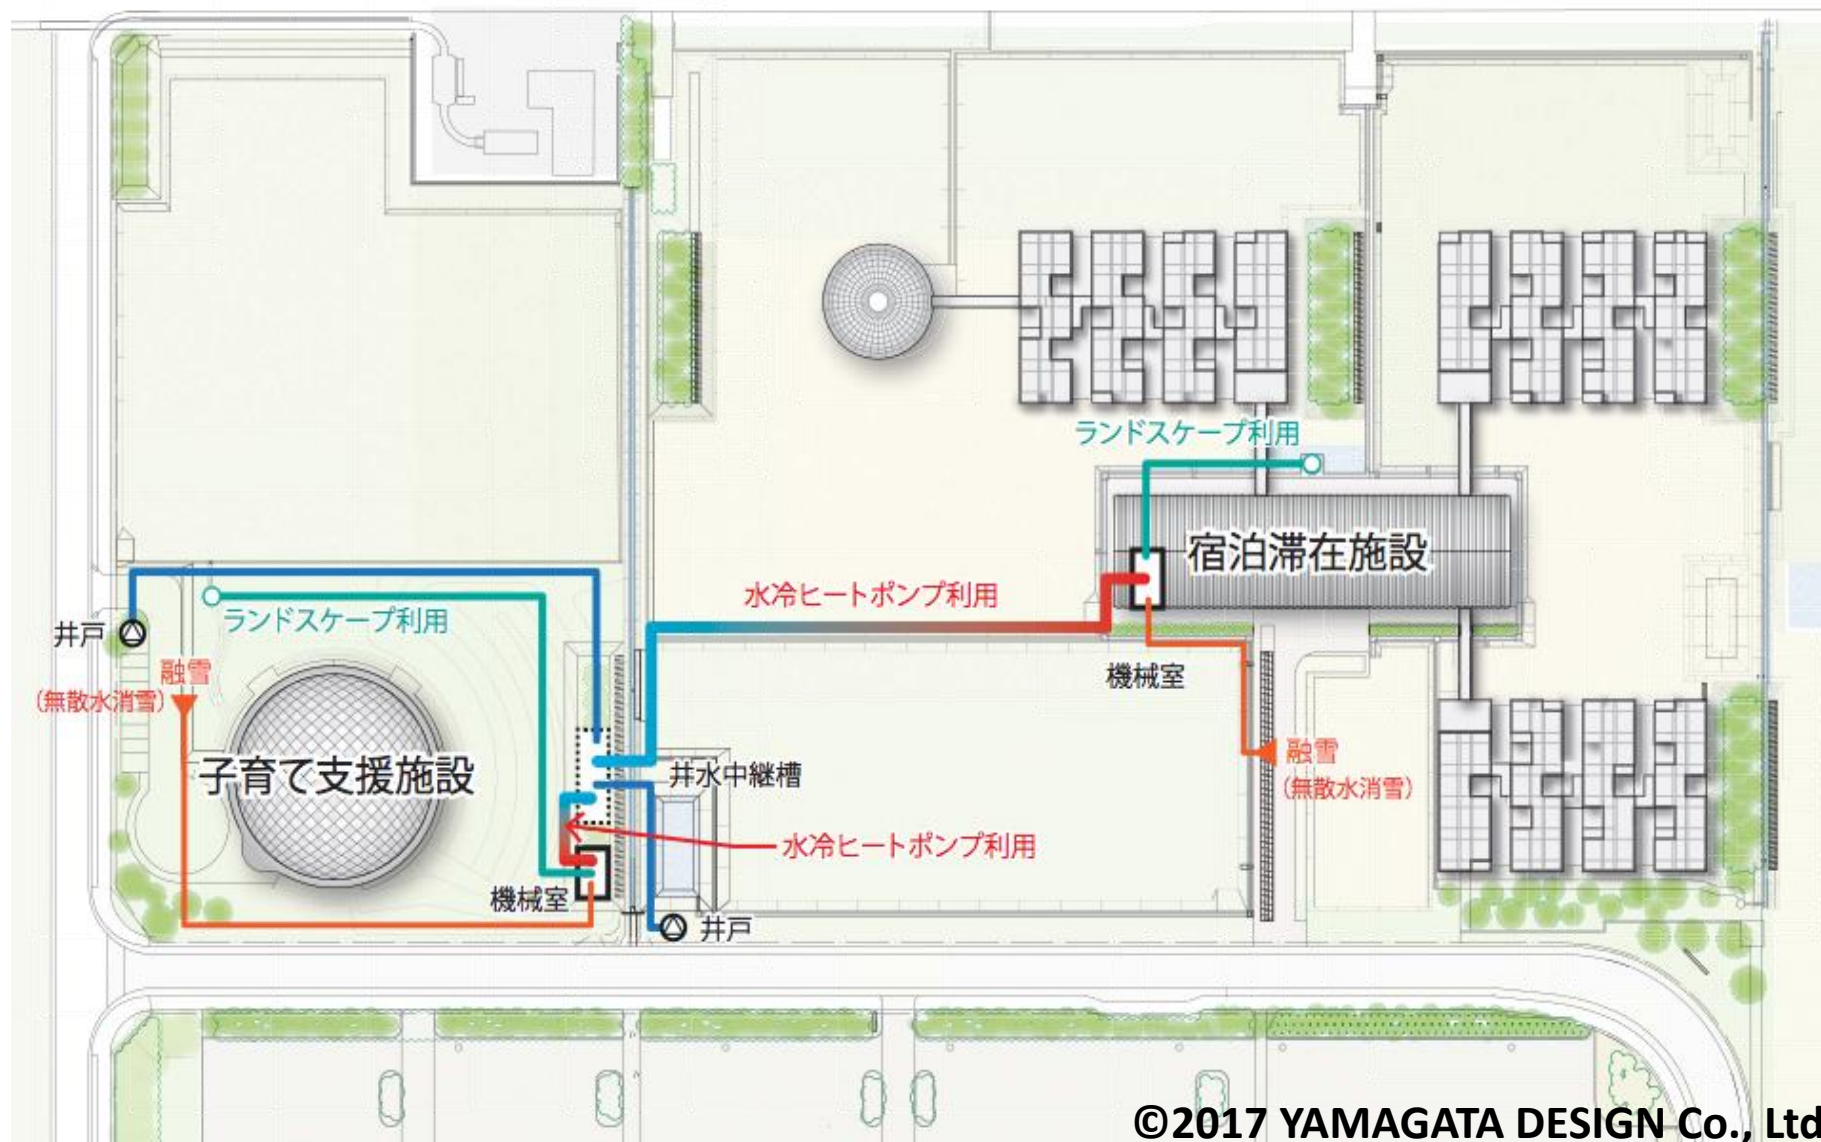 ランドスケープ利用
宿泊滞在施設
水冷ヒートポンプ利用
ランドスケープ利用
井戸
融雪
(無散水消雪)
機械室
融雪
(無散水消雪)
子育て支援施設
井水中継槽
水冷ヒートポンプ利用
機械室
井戸
©2017 YAMAGATA DESIGN Co., Ltd